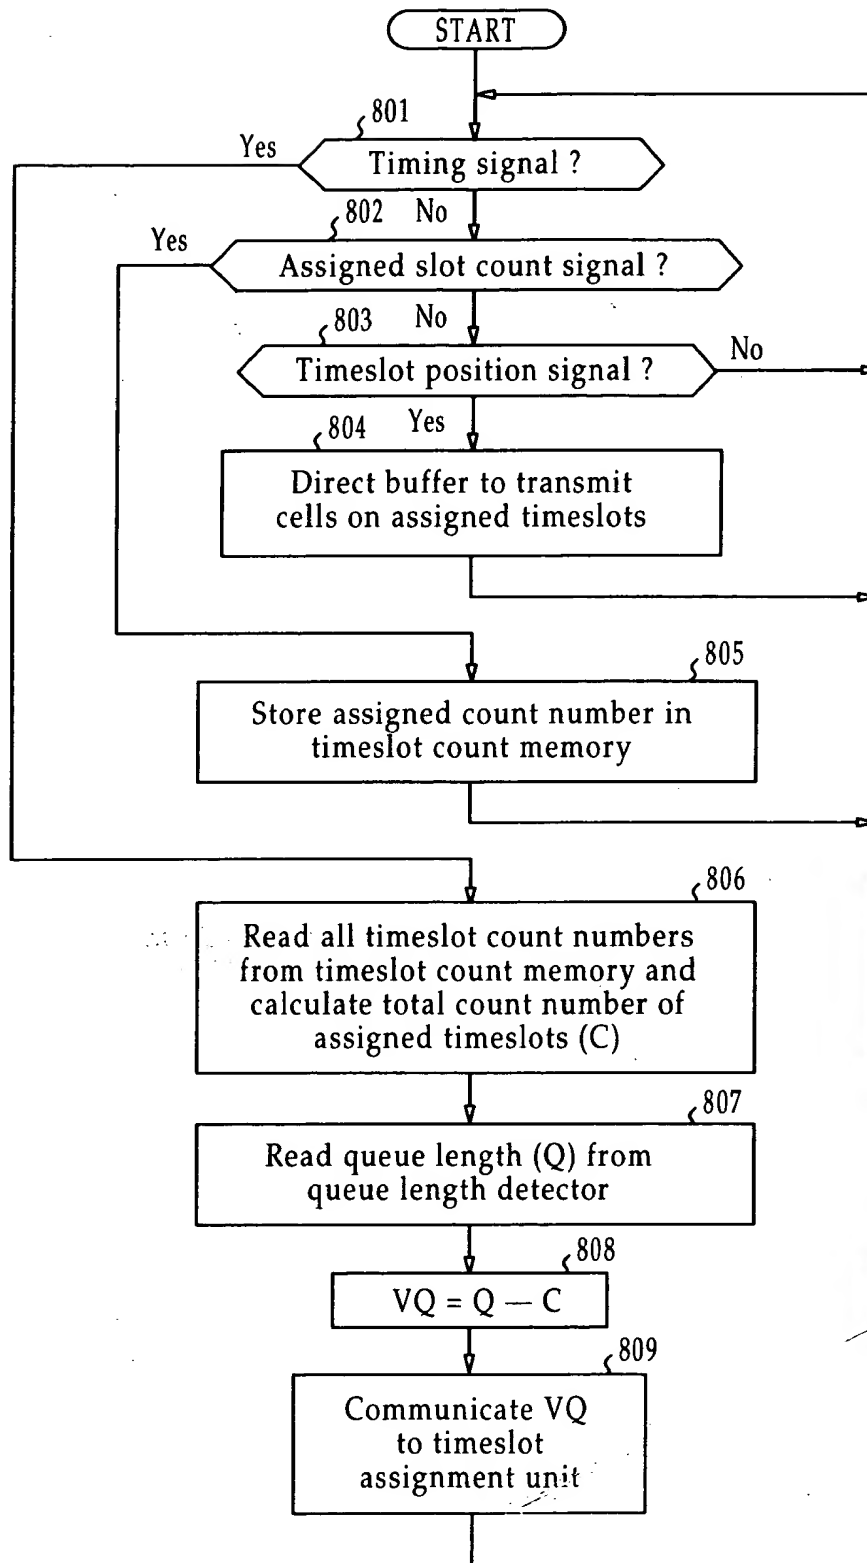 START
801
Yes
Timing signal ?
802
No
Yes
Assigned slot count signal ?
803
No
No
Timeslot position signal ?
804
Yes
Direct buffer to transmit
cells on assigned timeslots
805
Store assigned count number in
timeslot count memory
806
Read all timeslot count numbers
from timeslot count memory and
calculate total count number of
assigned timeslots (C)
807
Read queue length (Q) from
queue length detector
808
VQ = Q — C
809
Communicate VQ
to timeslot
assignment unit